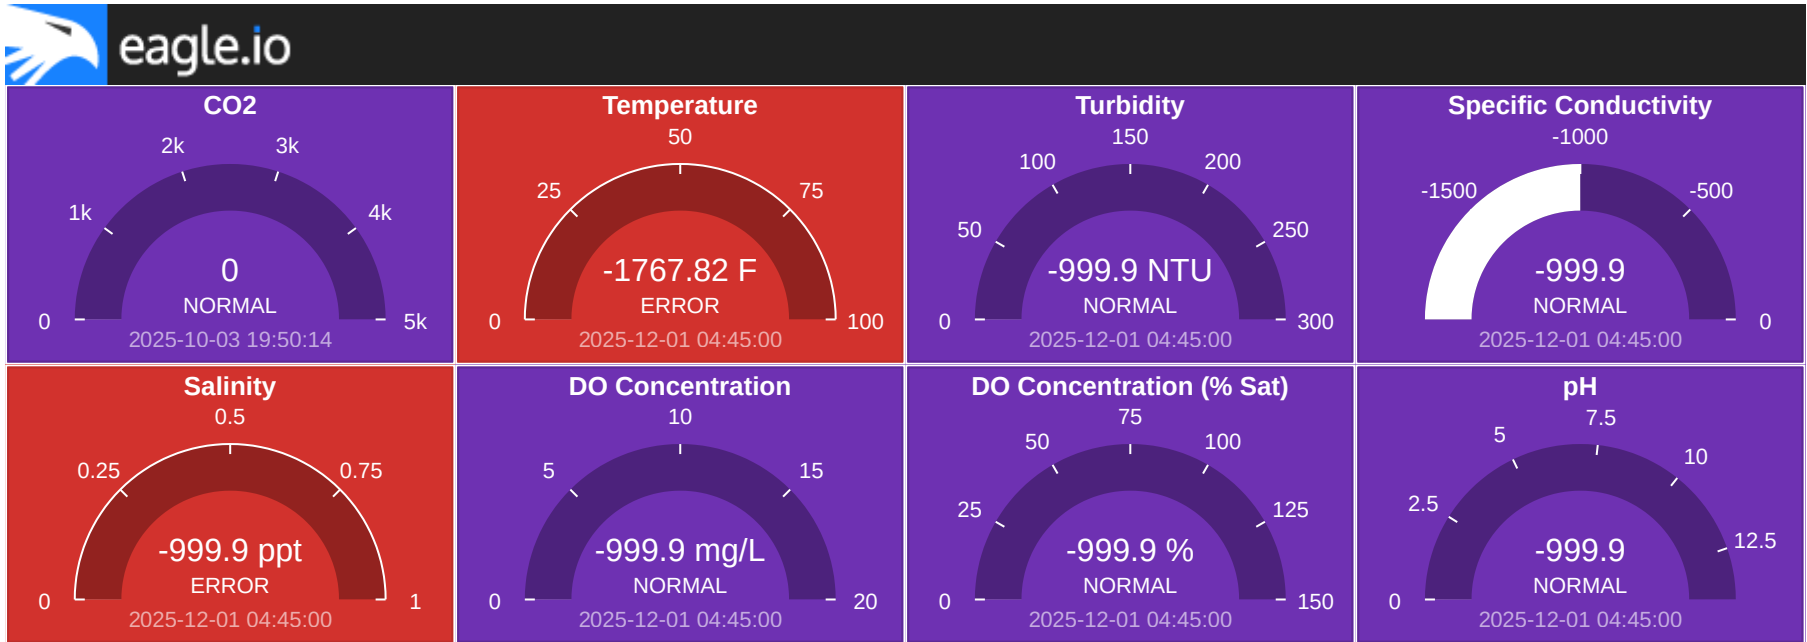 eagle.io
CO2
0
1k
2k
3k
4k
5k
0
NORMAL
2025-10-03 19:50:14
Temperature
0
25
50
75
100
-1767.82 F
ERROR
2025-12-01 04:45:00
Turbidity
0
50
100
150
200
250
300
-999.9 NTU
NORMAL
2025-12-01 04:45:00
Specific Conductivity
-1500
-1000
-500
0
-999.9
NORMAL
2025-12-01 04:45:00
Salinity
0
0.25
0.5
0.75
1
-999.9 ppt
ERROR
2025-12-01 04:45:00
DO Concentration
0
5
10
15
20
-999.9 mg/L
NORMAL
2025-12-01 04:45:00
DO Concentration (% Sat)
0
25
50
75
100
125
150
-999.9 %
NORMAL
2025-12-01 04:45:00
pH
0
2.5
5
7.5
10
12.5
-999.9
NORMAL
2025-12-01 04:45:00